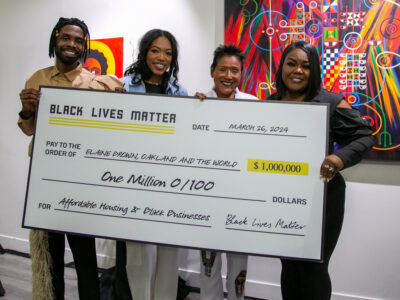 BLACK LIVES MATTER
DATE MARCH 26, 2024
PAY TO THE
ORDER OF ELAINE BROWN, OAKLAND AND THE WORLD $ 1,000,000
One Million 0/100 DOLLARS
FOR Affordable Housing & Black Businesses Black Lives Matter